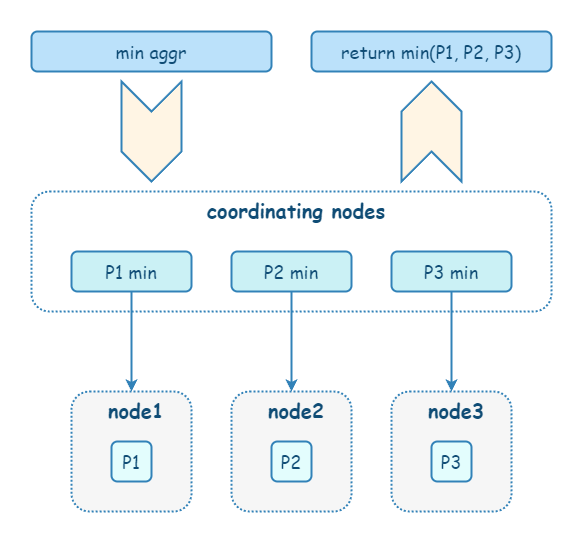 min aggr
return min(P1, P2, P3)
coordinating nodes
P1 min
P2 min
P3 min
node1
node2
node3
P1
P2
P3